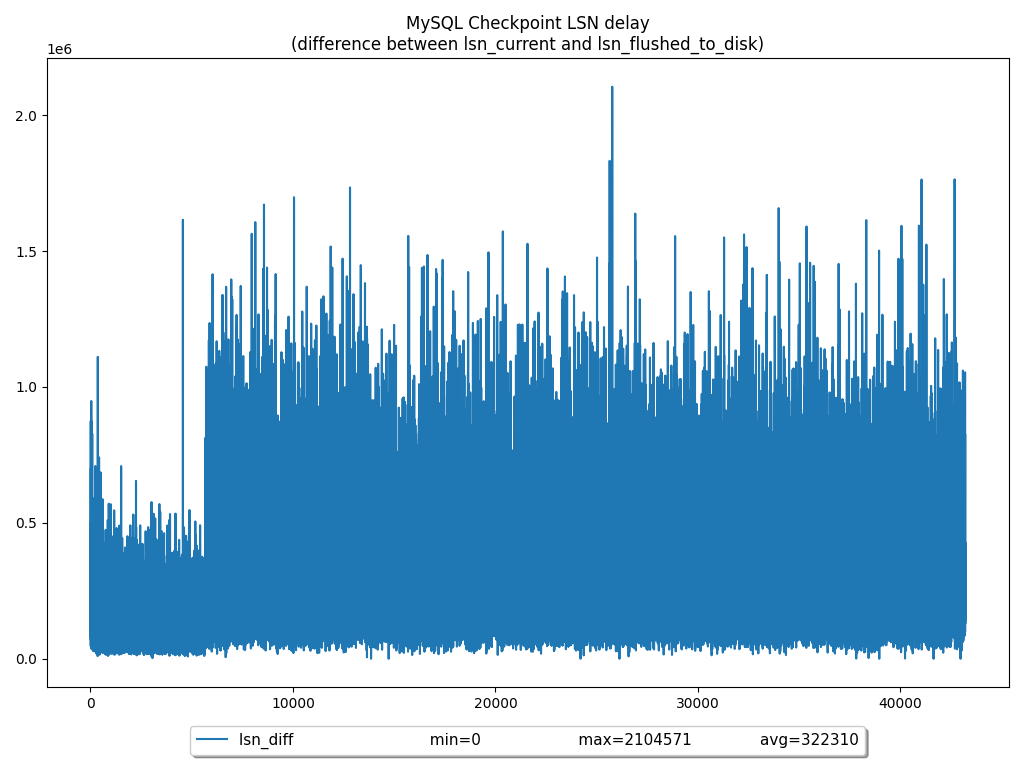 MySQL Checkpoint LSN delay
(difference between lsn_current and lsn_flushed_to_disk)
1e6
2.0
1.5
1.0
0.5
0.0
0 10000 20000 30000 40000
lsn_diff min=0 max=2104571 avg=322310